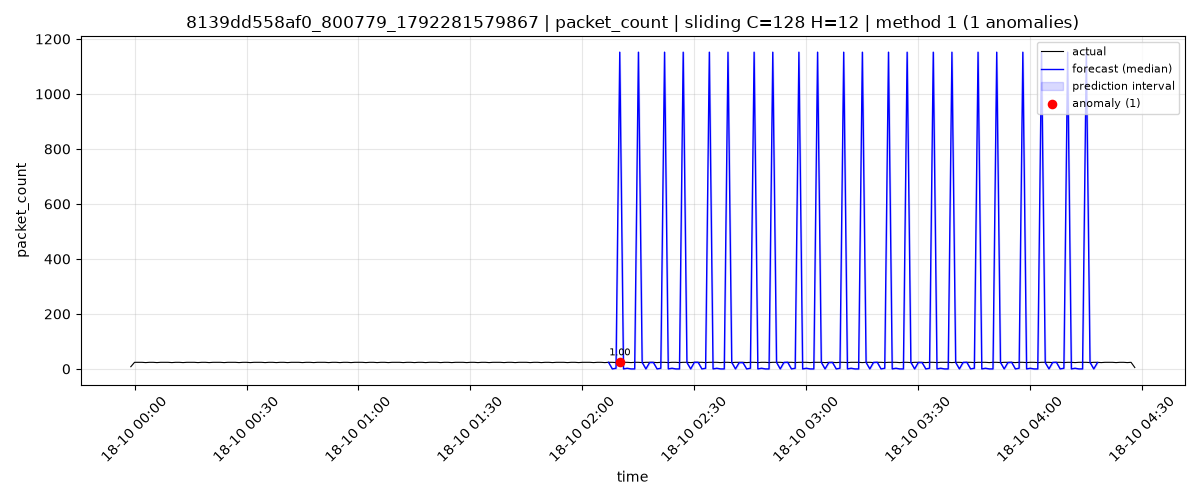 8139dd558af0_800779_1792281579867 | packet_count | sliding C=128 H=12 | method 1 (1 anomalies)
1200
1000
800
600
400
200
0
packet_count
actual
forecast (median)
prediction interval
anomaly (1)
1.00
18-10 00:00
18-10 00:30
18-10 01:00
18-10 01:30
18-10 02:00
18-10 02:30
18-10 03:00
18-10 03:30
18-10 04:00
18-10 04:30
time